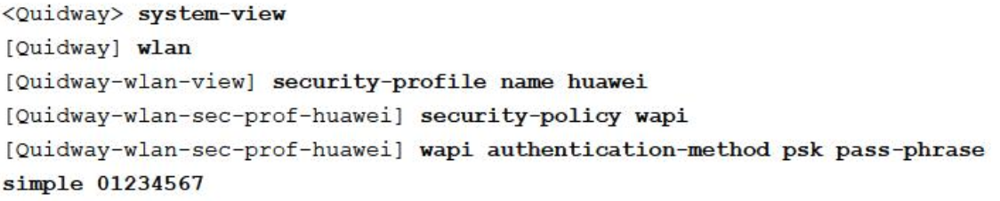 <Quidway> system-view
[Quidway] wlan
[Quidway-wlan-view] security-profile name huawei
[Quidway-wlan-sec-prof-huawei] security-policy wapi
[Quidway-wlan-sec-prof-huawei] wapi authentication-method psk pass-phrase
simple 01234567